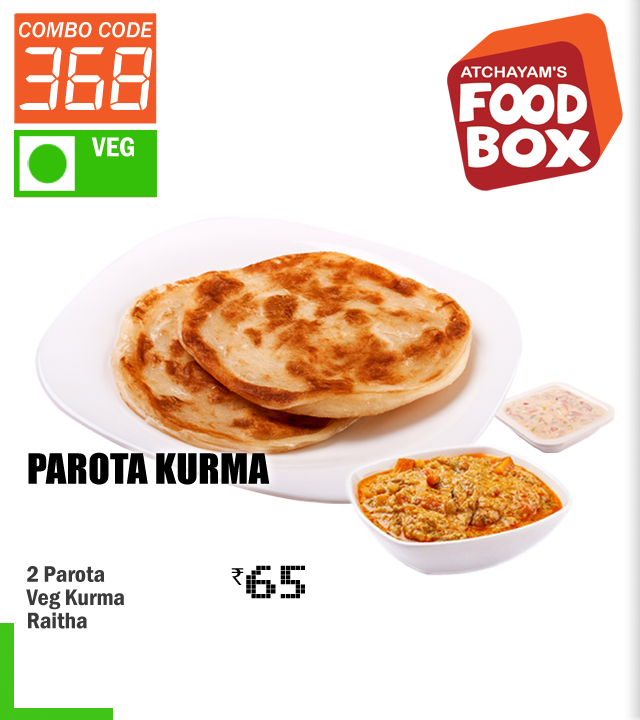 COMBO CODE
368
VEG
ATCHAYAM'S
FOOD
BOX
PAROTA KURMA
2 Parota
Veg Kurma
Raitha
₹65